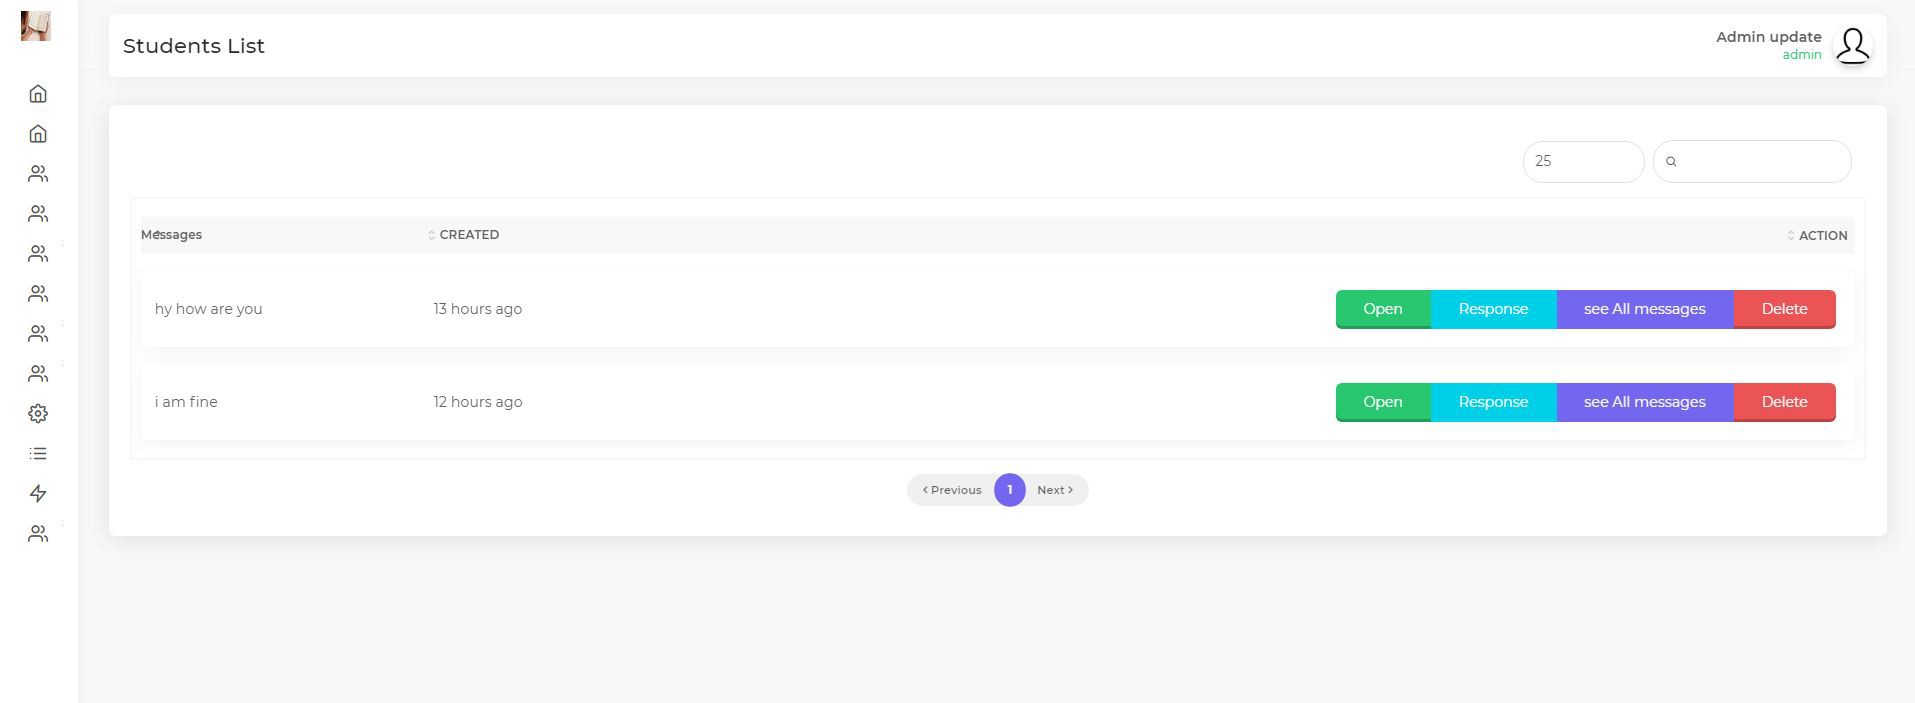 Students List
Admin update
admin
25
Messages
CREATED
ACTION
hy how are you
13 hours ago
Open
Response
see All messages
Delete
i am fine
12 hours ago
Open
Response
see All messages
Delete
Previous
1
Next